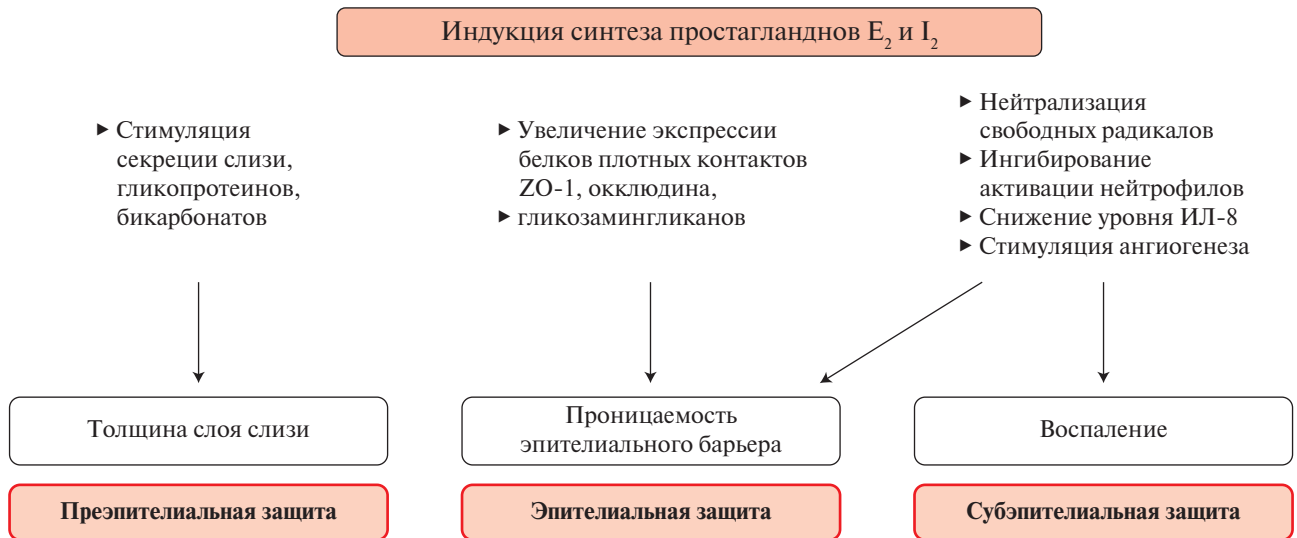 Индукция синтеза простагланднов E₂ и I₂
▸ Стимуляция
секреции слизи,
гликопротеинов,
бикарбонатов
▸ Увеличение экспрессии
белков плотных контактов
ZO-1, окклюдина,
▸ гликозамингликанов
▸ Нейтрализация
свободных радикалов
▸ Ингибирование
активации нейтрофилов
▸ Снижение уровня ИЛ-8
▸ Стимуляция ангиогенеза
Толщина слоя слизи
Проницаемость
эпителиального барьера
Воспаление
Преэпителиальная защита
Эпителиальная защита
Субэпителиальная защита